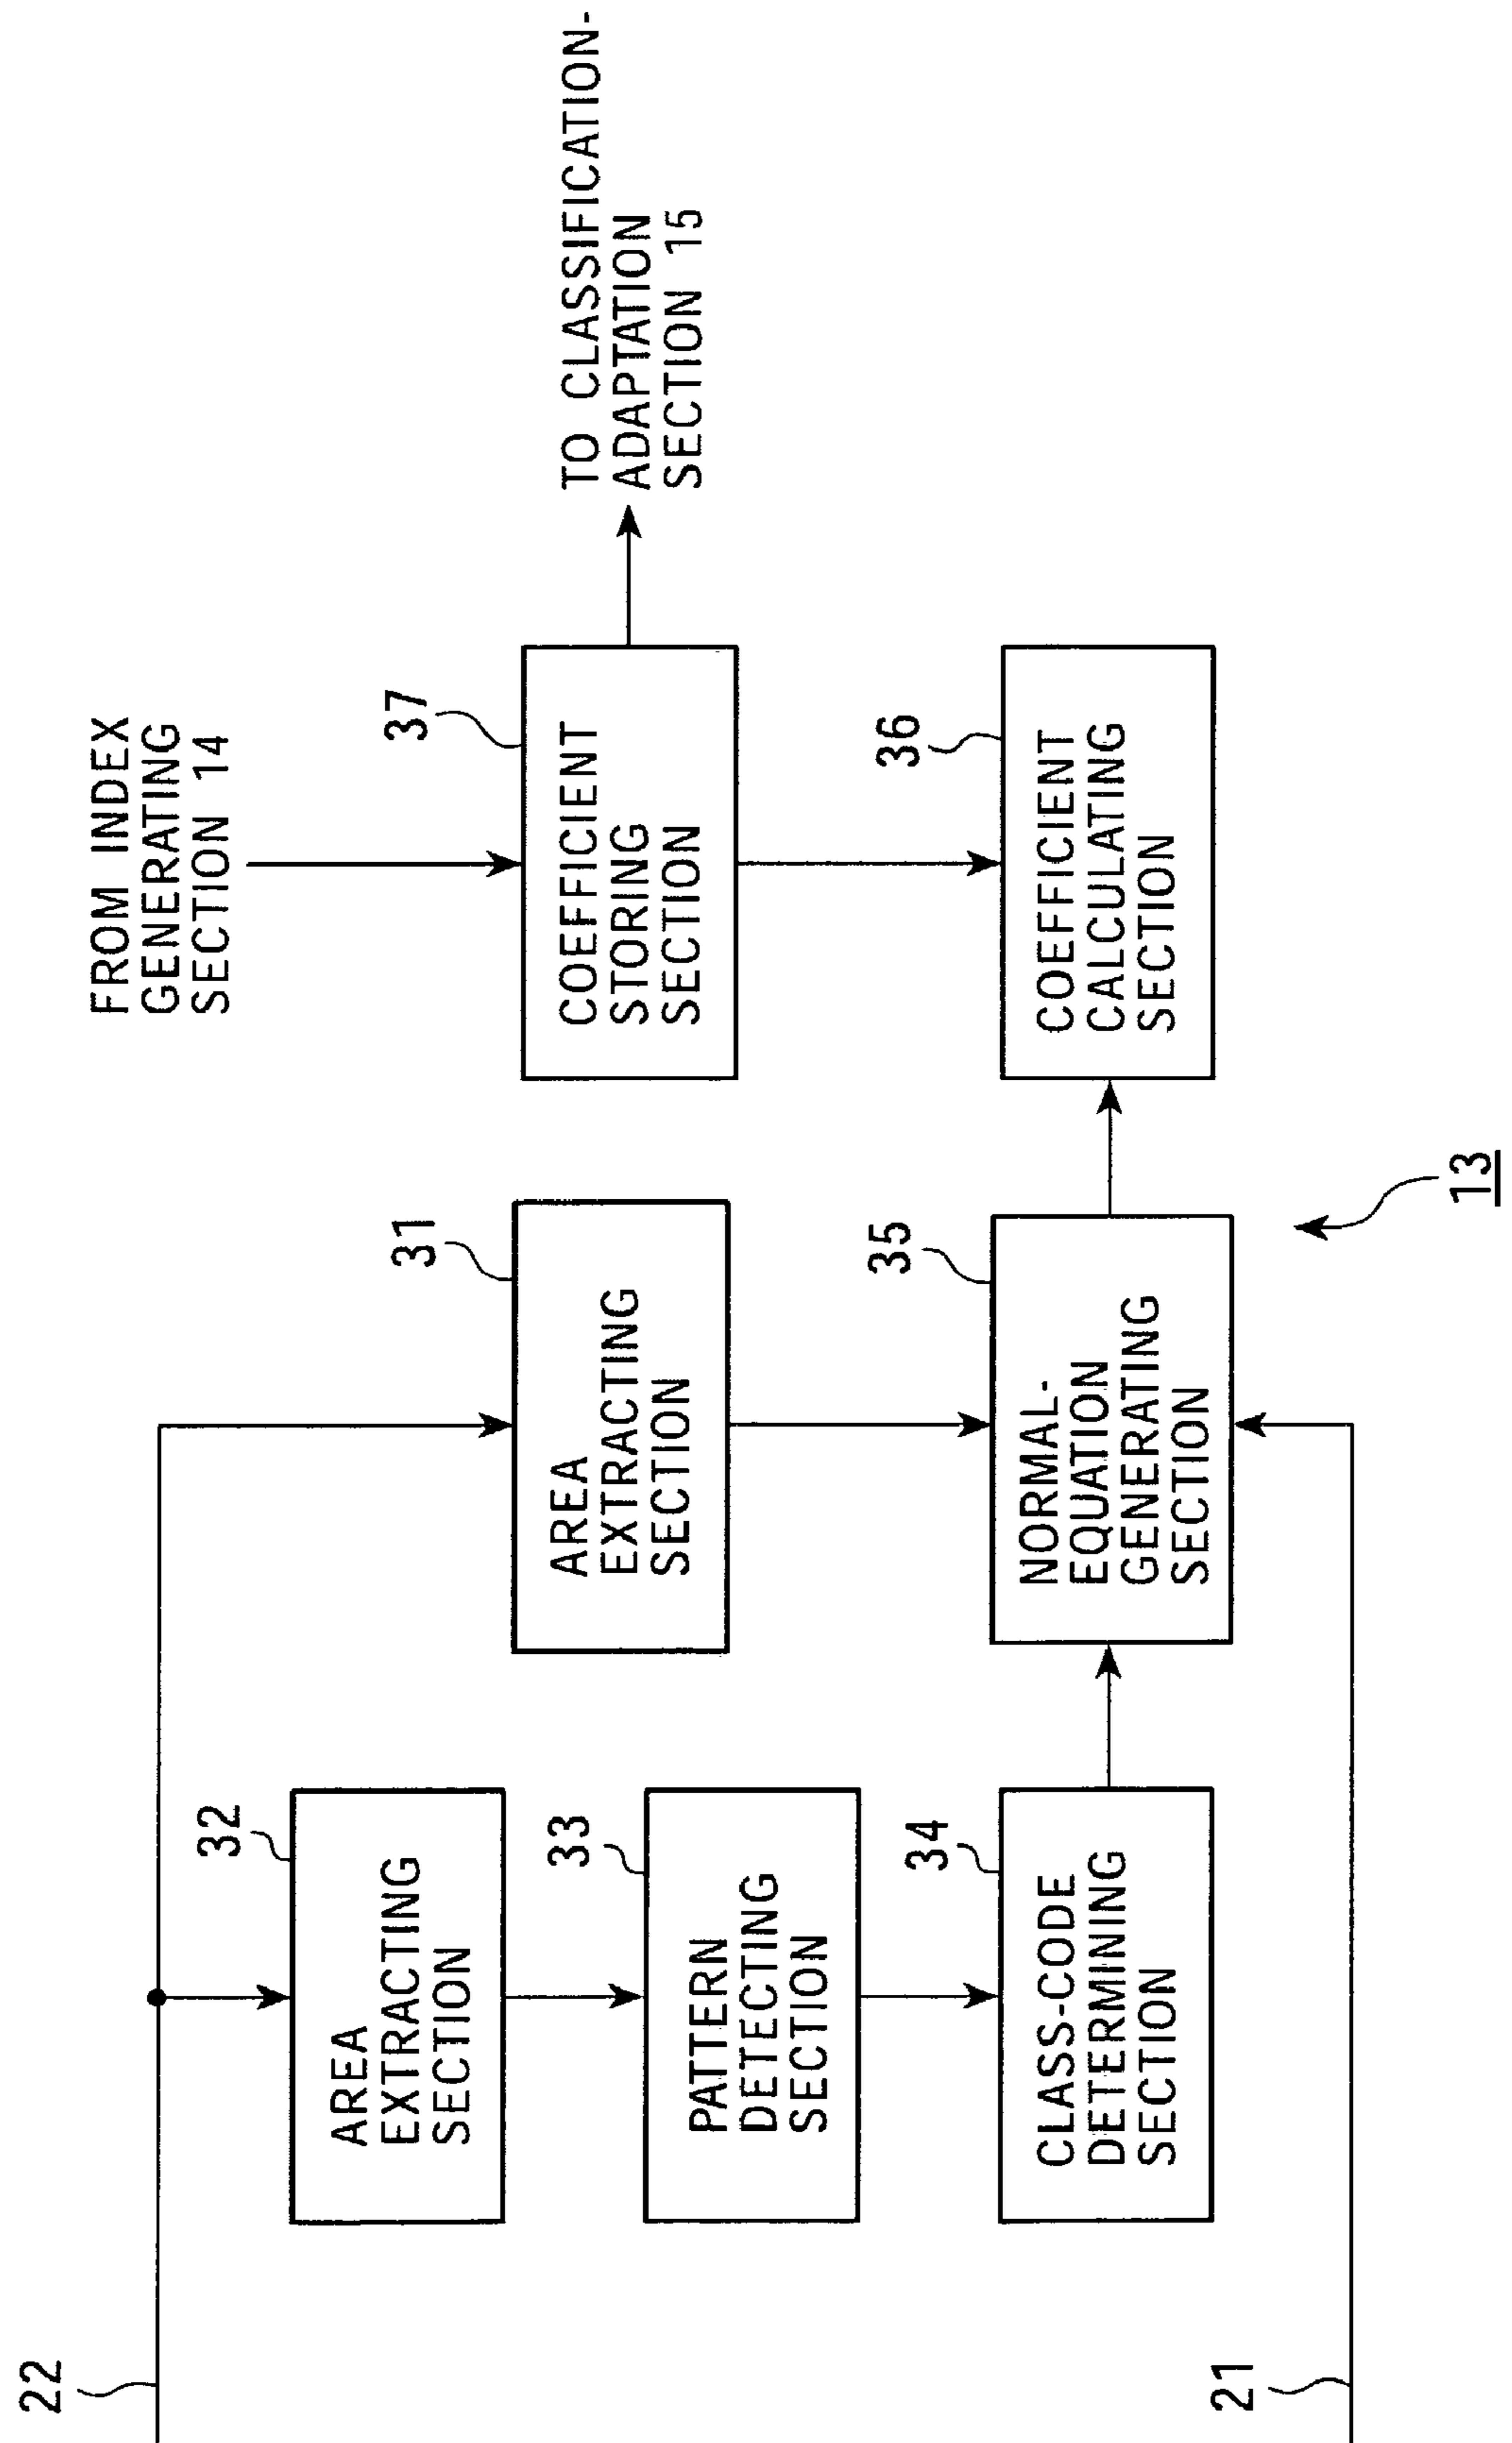 FROM INDEX
GENERATING
SECTION 14
TO CLASSIFICATION-
ADAPTATION
SECTION 15
22
32
AREA
EXTRACTING
SECTION
31
AREA
EXTRACTING
SECTION
37
COEFFICIENT
STORING
SECTION
33
PATTERN
DETECTING
SECTION
34
CLASS-CODE
DETERMINING
SECTION
35
NORMAL-
EQUATION
GENERATING
SECTION
36
COEFFICIENT
CALCULATING
SECTION
21
13